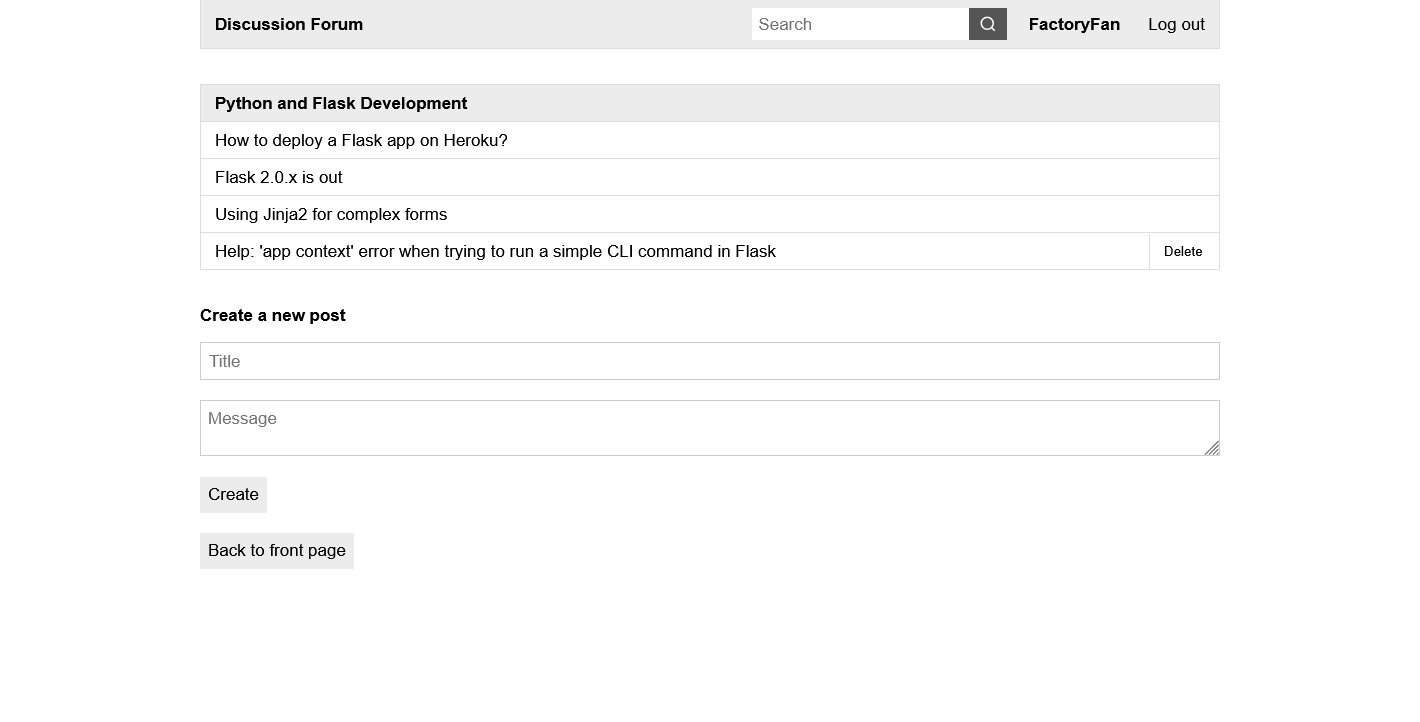 Discussion Forum Search FactoryFan Log out
Python and Flask Development
How to deploy a Flask app on Heroku?
Flask 2.0.x is out
Using Jinja2 for complex forms
Help: 'app context' error when trying to run a simple CLI command in Flask Delete
Create a new post
Title
Message
Create
Back to front page